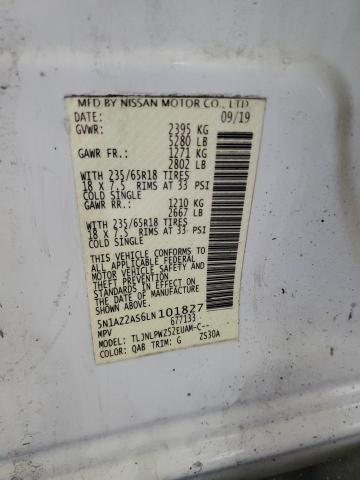 MFD BY NISSAN MOTOR CO., LTD.
DATE: 09/19
GVWR: 2395 KG
5280 LB
GAWR FR.: 1271 KG
2802 LB
WITH 235/65R18 TIRES
18 x 7.5 RIMS AT 33 PSI
COLD SINGLE
GAWR RR.: 1210 KG
2667 LB
WITH 235/65R18 TIRES
18 x 7.5 RIMS AT 33 PSI
COLD SINGLE
THIS VEHICLE CONFORMS TO
ALL APPLICABLE FEDERAL
MOTOR VEHICLE SAFETY
STANDARDS IN EFFECT ON
THE DATE OF MANUFACTURE
SHOWN ABOVE.
5N1AZ2AS6LN101827
MPV 677133
MODEL: TLJNLPWZ52EUAM-C--
COLOR: QAB TRIM: G ZS30A